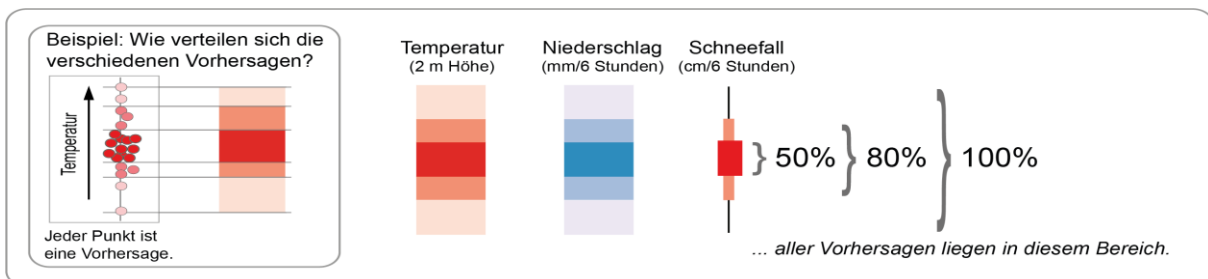 Beispiel: Wie verteilen sich die
verschiedenen Vorhersagen?
Temperatur
Jeder Punkt ist
eine Vorhersage.
Temperatur
(2 m Höhe)
Niederschlag
(mm/6 Stunden)
Schneefall
(cm/6 Stunden)
50%
80%
100%
... aller Vorhersagen liegen in diesem Bereich.